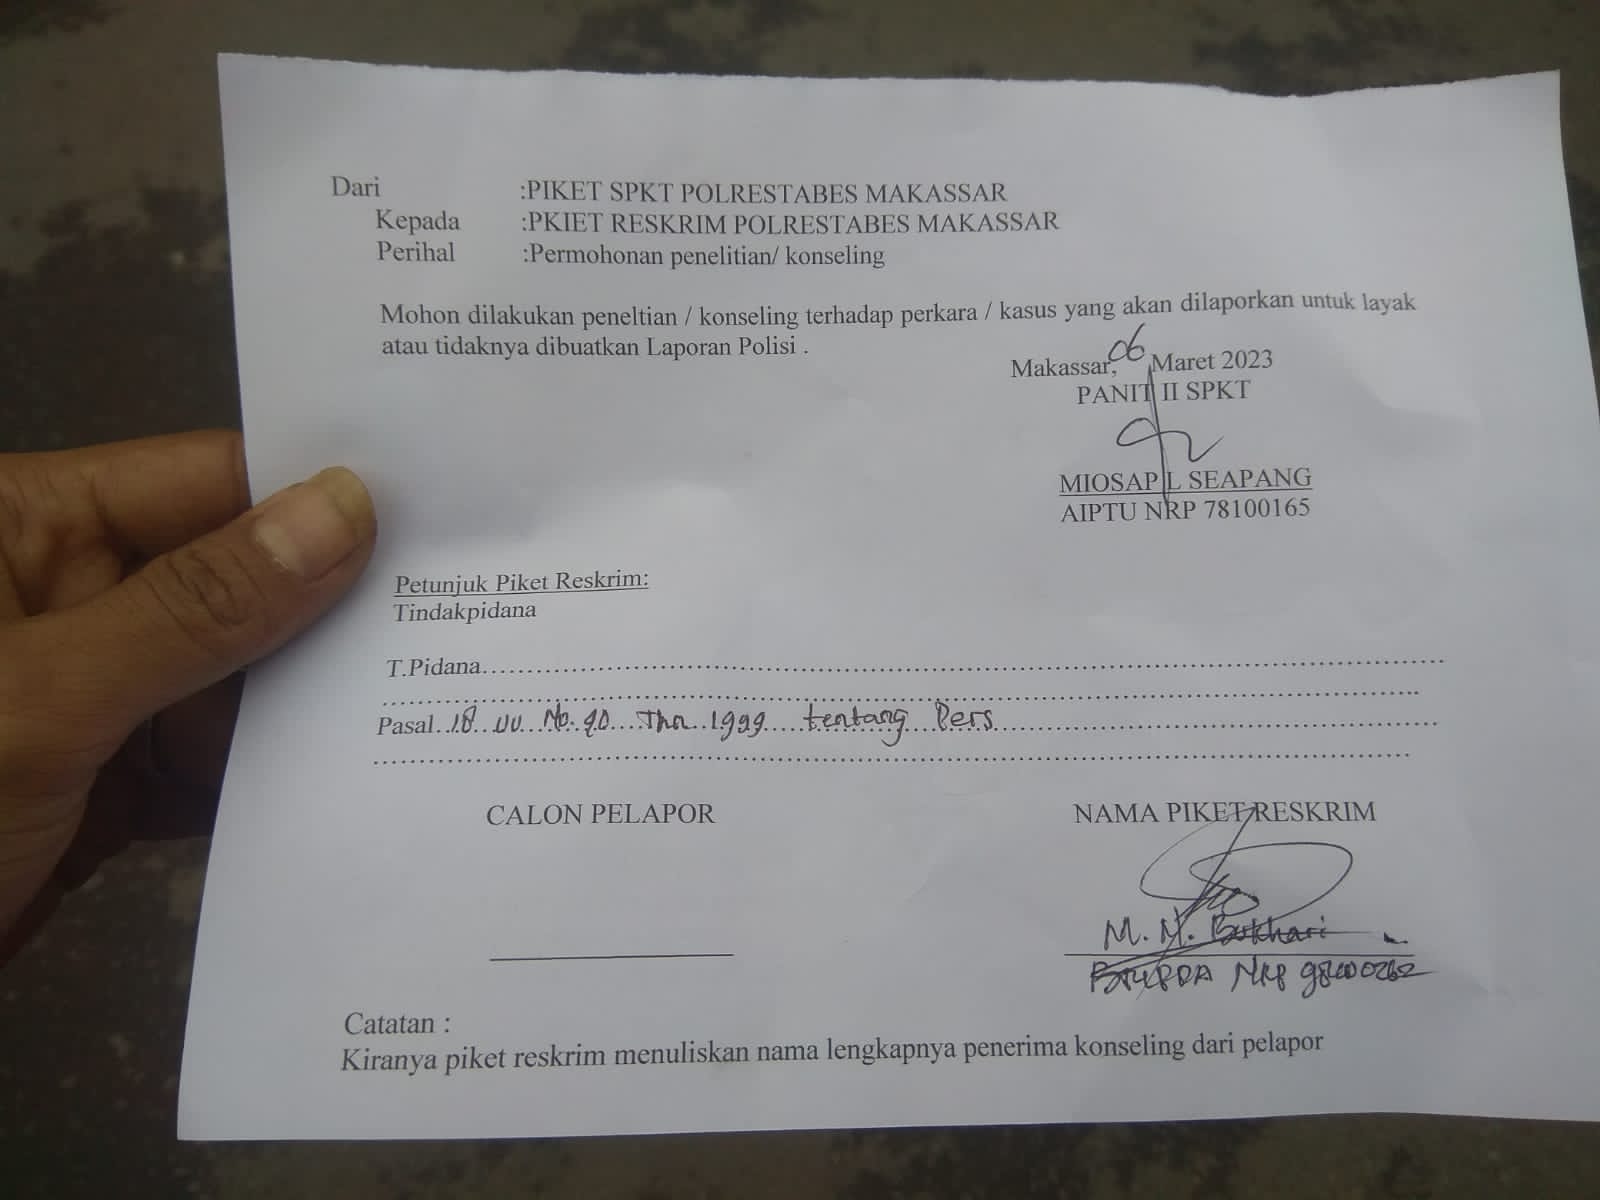 Dari :PIKET SPKT POLRESTABES MAKASSAR
Kepada :PKIET RESKRIM POLRESTABES MAKASSAR
Perihal :Permohonan penelitian/ konseling
Mohon dilakukan peneltian / konseling terhadap perkara / kasus yang akan dilaporkan untuk layak
atau tidaknya dibuatkan Laporan Polisi .
Makassar, 06 Maret 2023
PANIT II SPKT
MIOSAP L SEAPANG
AIPTU NRP 78100165
Petunjuk Piket Reskrim:
Tindakpidana
T.Pidana
Pasal 18 UU No. 40 Thn 1999 tentang Pers
CALON PELAPOR NAMA PIKET RESKRIM
M. M. Bukhari
NRP
Catatan :
Kiranya piket reskrim menuliskan nama lengkapnya penerima konseling dari pelapor